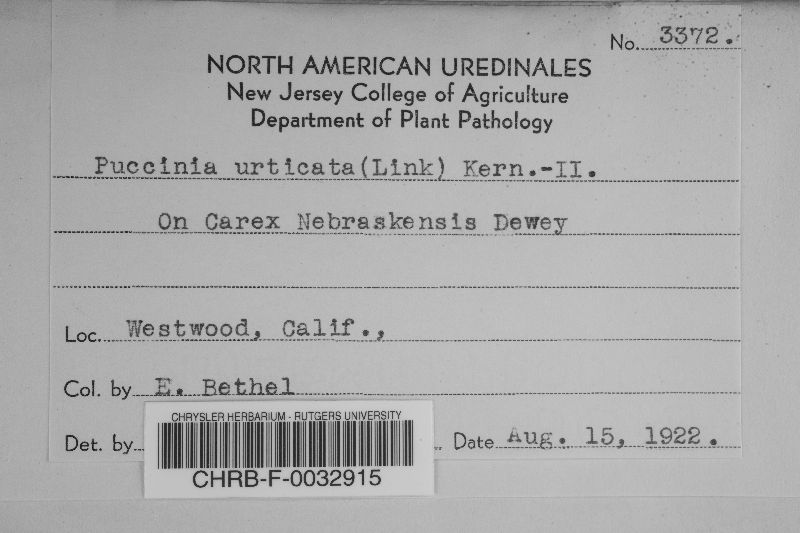 No. 3372.
NORTH AMERICAN UREDINALES
New Jersey College of Agriculture
Department of Plant Pathology
Puccinia urticata(Link) Kern.-II.
On Carex Nebraskensis Dewey
Loc. Westwood, Calif.,
Col. by E. Bethel
Det. by
Date Aug. 15, 1922.
CHRYSLER HERBARIUM - RUTGERS UNIVERSITY
CHRB-F-0032915